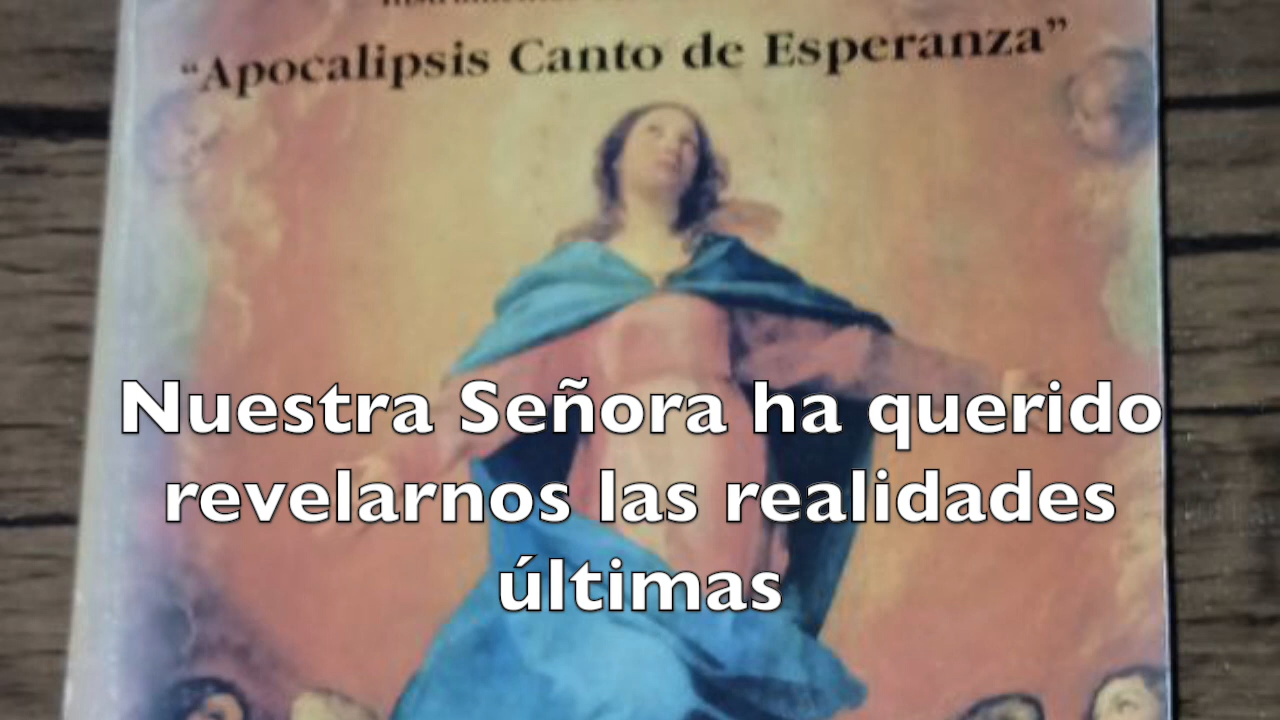 “Apocalipsis Canto de Esperanza”
Nuestra Señora ha querido
revelarnos las realidades
últimas